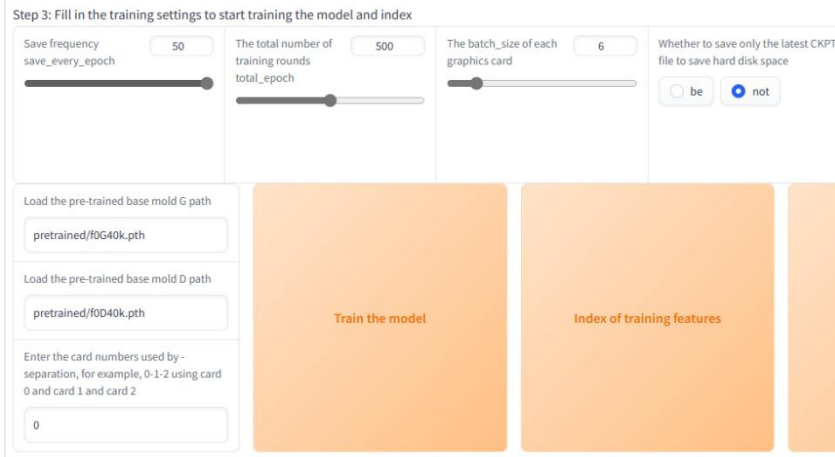 Step 3: Fill in the training settings to start training the model and index
Save frequency
save_every_epoch
50
The total number of
training rounds
total_epoch
500
The batch_size of each
graphics card
6
Whether to save only the latest CKPT
file to save hard disk space
be
not
Load the pre-trained base mold G path
pretrained/f0G40k.pth
Load the pre-trained base mold D path
pretrained/f0D40k.pth
Enter the card numbers used by -
separation, for example, 0-1-2 using card
0 and card 1 and card 2
0
Train the model
Index of training features